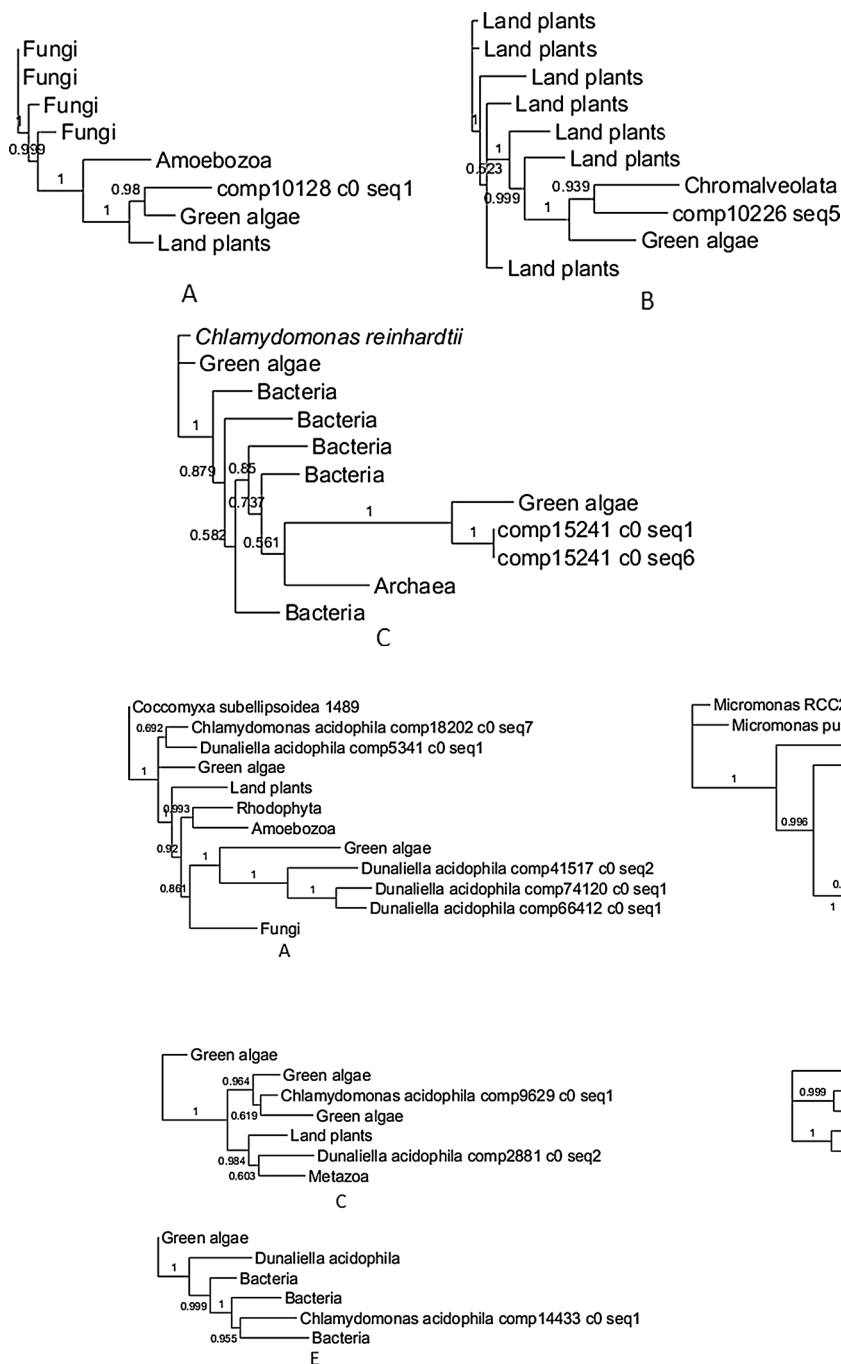 Fungi
Fungi
Fungi
1
Fungi
0.999
Amoebozoa
1
0.98
comp10128 c0 seq1
1
Green algae
Land plants
A
Land plants
Land plants
Land plants
Land plants
1
Land plants
1
Land plants
0.523
0.939
Chromalveolata
0.999
1
comp10226 seq5
Green algae
Land plants
B
Chlamydomonas reinhardtii
Green algae
Bacteria
1
Bacteria
Bacteria
0.879
0.85
Bacteria
0.737
Green algae
1
comp15241 c0 seq1
0.582
0.561
1
comp15241 c0 seq6
Archaea
Bacteria
C
Coccomyxa subellipsoidea 1489
0.692
Chlamydomonas acidophila comp18202 c0 seq7
Dunaliella acidophila comp5341 c0 seq1
1
Green algae
Land plants
1
0.993
Rhodophyta
Amoebozoa
0.92
Green algae
1
Dunaliella acidophila comp41517 c0 seq2
1
0.861
1
Dunaliella acidophila comp74120 c0 seq1
Dunaliella acidophila comp66412 c0 seq1
Fungi
A
Micromonas RCC2
Micromonas pu
1
0.996
0.
1
Green algae
0.964
Green algae
Chlamydomonas acidophila comp9629 c0 seq1
1
0.619
Green algae
Land plants
0.984
Dunaliella acidophila comp2881 c0 seq2
0.603
Metazoa
C
0.999
1
Green algae
Dunaliella acidophila
1
Bacteria
0.999
1
Bacteria
Chlamydomonas acidophila comp14433 c0 seq1
0.955
Bacteria
E